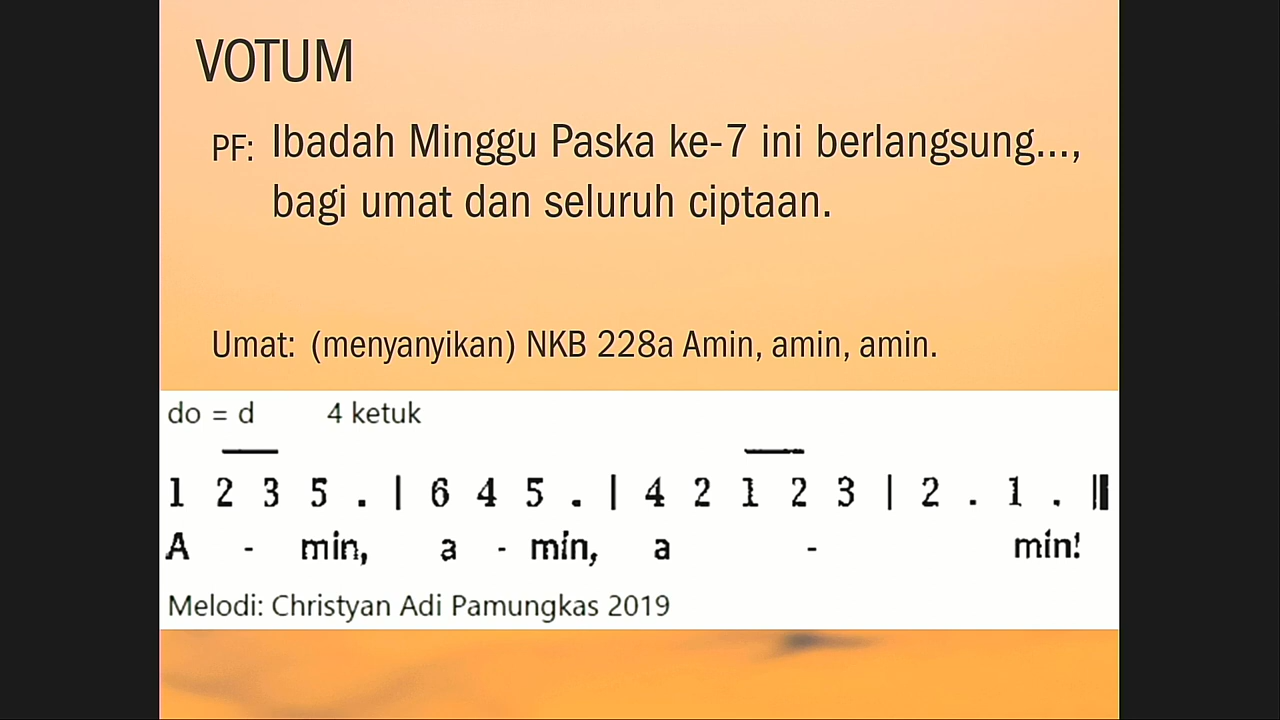 VOTUM
PF: Ibadah Minggu Paska ke-7 ini berlangsung...,
bagi umat dan seluruh ciptaan.
Umat: (menyanyikan) NKB 228a Amin, amin, amin.
do = d 4 ketuk
1 2 3 5 . | 6 4 5 . | 4 2 1 2 3 | 2 . 1 . ||
A - min, a - min, a - min!
Melodi: Christyan Adi Pamungkas 2019